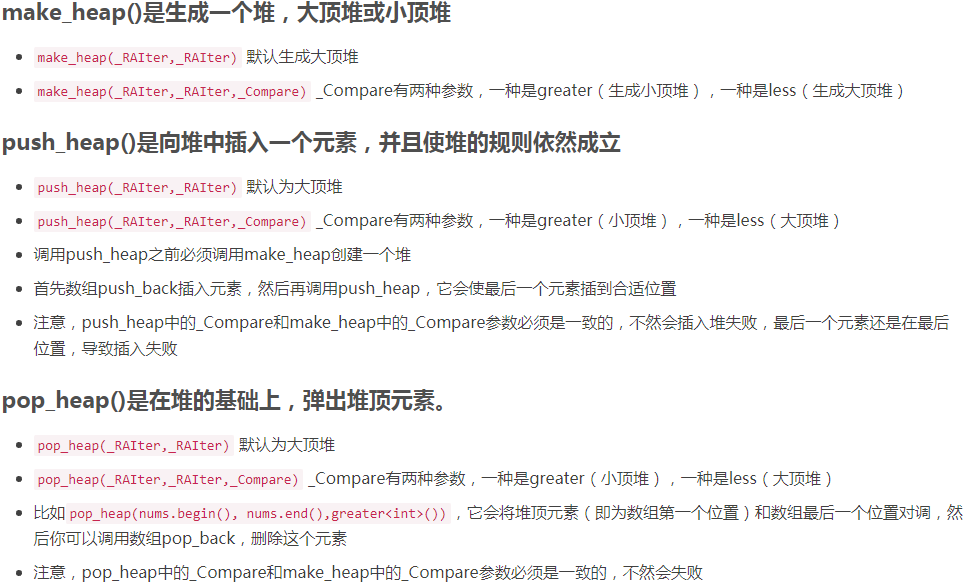 make_heap()是生成一个堆，大顶堆或小顶堆
make_heap(_RAIter,_RAIter) 默认生成大顶堆
make_heap(_RAIter,_RAIter,_Compare) _Compare有两种参数，一种是greater（生成小顶堆），一种是less（生成大顶堆）
push_heap()是向堆中插入一个元素，并且使堆的规则依然成立
push_heap(_RAIter,_RAIter) 默认为大顶堆
push_heap(_RAIter,_RAIter,_Compare) _Compare有两种参数，一种是greater（小顶堆），一种是less（大顶堆）
调用push_heap之前必须调用make_heap创建一个堆
首先数组push_back插入元素，然后再调用push_heap，它会使最后一个元素插到合适位置
注意，push_heap中的_Compare和make_heap中的_Compare参数必须是一致的，不然会插入堆失败，最后一个元素还是在最后
位置，导致插入失败
pop_heap()是在堆的基础上，弹出堆顶元素。
pop_heap(_RAIter,_RAIter) 默认为大顶堆
pop_heap(_RAIter,_RAIter,_Compare) _Compare有两种参数，一种是greater（小顶堆），一种是less（大顶堆）
比如 pop_heap(nums.begin(), nums.end(),greater<int>())，它会将堆顶元素（即为数组第一个位置）和数组最后一个位置对调，然
后你可以调用数组pop_back，删除这个元素
注意，pop_heap中的_Compare和make_heap中的_Compare参数必须是一致的，不然会失败